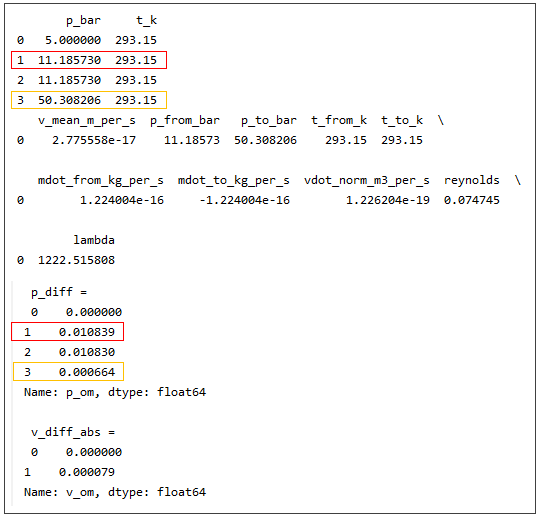 p_bar t_k
0 5.000000 293.15
1 11.185730 293.15
2 11.185730 293.15
3 50.308206 293.15
v_mean_m_per_s p_from_bar p_to_bar t_from_k t_to_k \
0 2.775558e-17 11.18573 50.308206 293.15 293.15
mdot_from_kg_per_s mdot_to_kg_per_s vdot_norm_m3_per_s reynolds \
0 1.224004e-16 -1.224004e-16 1.226204e-19 0.074745
lambda
0 1222.515808
p_diff =
0 0.000000
1 0.010839
2 0.010830
3 0.000664
Name: p_om, dtype: float64
v_diff_abs =
0 0.000000
1 0.000079
Name: v_om, dtype: float64